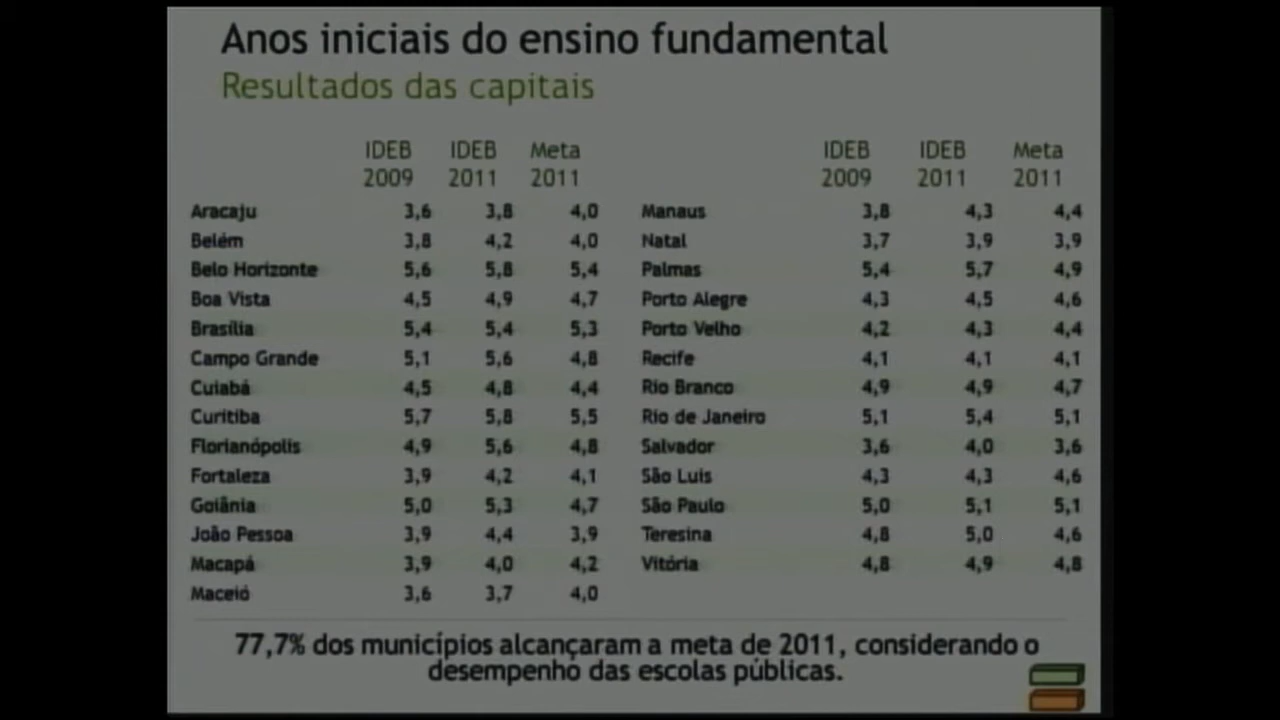 Anos iniciais do ensino fundamental
Resultados das capitais
IDEB 2009 IDEB 2011 Meta 2011
Aracaju 3,6 3,8 4,0
Belém 3,8 4,2 4,0
Belo Horizonte 5,6 5,8 5,4
Boa Vista 4,5 4,9 4,7
Brasília 5,4 5,4 5,3
Campo Grande 5,1 5,6 4,8
Cuiabá 4,5 4,8 4,4
Curitiba 5,7 5,8 5,5
Florianópolis 4,9 5,6 4,8
Fortaleza 3,9 4,2 4,1
Goiânia 5,0 5,3 4,7
João Pessoa 3,9 4,4 3,9
Macapá 3,9 4,0 4,2
Maceió 3,6 3,7 4,0
IDEB 2009 IDEB 2011 Meta 2011
Manaus 3,8 4,3 4,4
Natal 3,7 3,9 3,9
Palmas 5,4 5,7 4,9
Porto Alegre 4,3 4,5 4,6
Porto Velho 4,2 4,3 4,4
Recife 4,1 4,1 4,1
Rio Branco 4,9 4,9 4,7
Rio de Janeiro 5,1 5,4 5,1
Salvador 3,6 4,0 3,6
São Luis 4,3 4,3 4,6
São Paulo 5,0 5,1 5,1
Teresina 4,8 5,0 4,6
Vitória 4,8 4,9 4,8
77,7% dos municípios alcançaram a meta de 2011, considerando o
desempenho das escolas públicas.